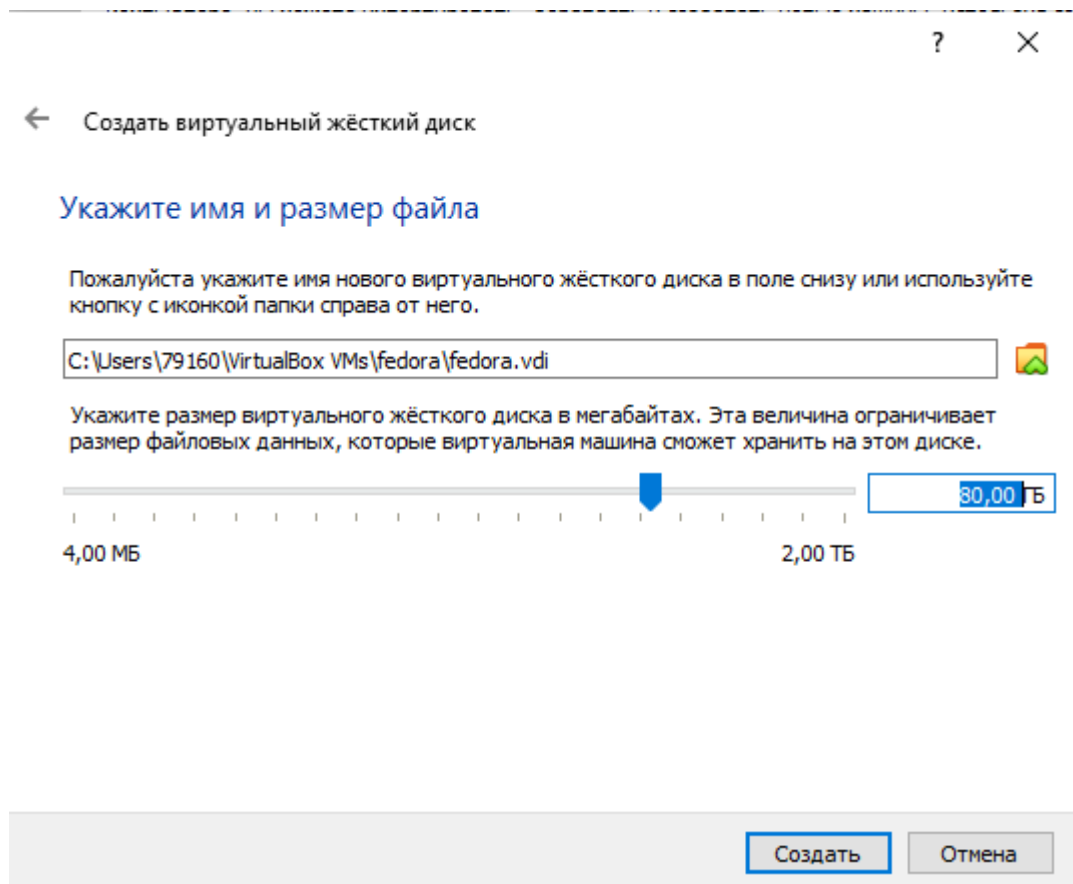 ?
Создать виртуальный жёсткий диск
Укажите имя и размер файла
Пожалуйста укажите имя нового виртуального жёсткого диска в поле снизу или используйте
кнопку с иконкой папки справа от него.
C:\Users\79160\VirtualBox VMs\fedora\fedora.vdi
Укажите размер виртуального жёсткого диска в мегабайтах. Эта величина ограничивает
размер файловых данных, которые виртуальная машина сможет хранить на этом диске.
80,00 ГБ
4,00 МБ 2,00 ТБ
Создать Отмена